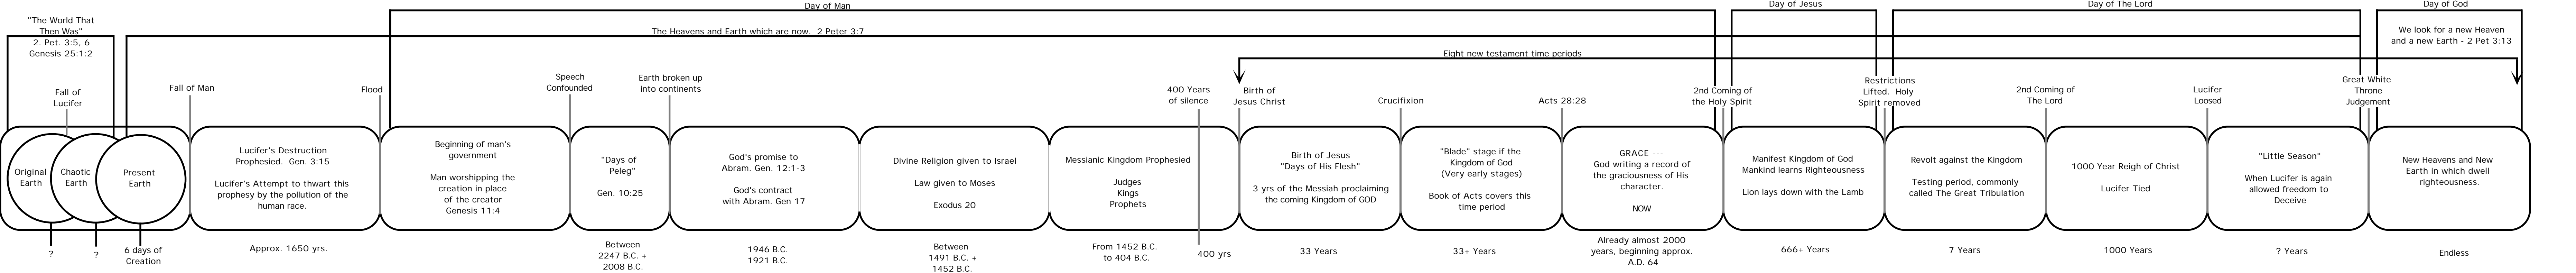 Day of Man
Day of Jesus
Day of The Lord
Day of God
"The World That
Then Was"
2. Pet. 3:5, 6
Genesis 25:1:2
The Heavens and Earth which are now.  2 Peter 3:7
We look for a new Heaven
and a new Earth - 2 Pet 3:13
Eight new testament time periods
Fall of
Lucifer
Fall of Man
Flood
Speech
Confounded
Earth broken up
into continents
400 Years
of silence
Birth of
Jesus Christ
Crucifixion
Acts 28:28
2nd Coming of
the Holy Spirit
Restrictions
Lifted.  Holy
Spirit removed
2nd Coming of
The Lord
Lucifer
Loosed
Great White
Throne
Judgement
Original
Earth
Chaotic
Earth
Present
Earth
Lucifer's Destruction
Prophesied.  Gen. 3:15
Lucifer's Attempt to thwart this
prophesy by the pollution of the
human race.
Beginning of man's
government
Man worshipping the
creation in place
of the creator
Genesis 11:4
"Days of
Peleg"
Gen. 10:25
God's promise to
Abram. Gen. 12:1-3
God's contract
with Abram. Gen 17
Divine Religion given to Israel
Law given to Moses
Exodus 20
Messianic Kingdom Prophesied
Judges
Kings
Prophets
Birth of Jesus
"Days of His Flesh"
3 yrs of the Messiah proclaiming
the coming Kingdom of GOD
"Blade" stage if the
Kingdom of God
(Very early stages)
Book of Acts covers this
time period
GRACE ---
God writing a record of
the graciousness of His
character.
NOW
Manifest Kingdom of God
Mankind learns Righteousness
Lion lays down with the Lamb
Revolt against the Kingdom
Testing period, commonly
called The Great Tribulation
1000 Year Reigh of Christ
Lucifer Tied
"Little Season"
When Lucifer is again
allowed freedom to
Deceive
New Heavens and New
Earth in which dwell
righteousness.
?
?
6 days of
Creation
Approx. 1650 yrs.
Between
2247 B.C. +
2008 B.C.
1946 B.C.
1921 B.C.
Between
1491 B.C. +
1452 B.C.
From 1452 B.C.
to 404 B.C.
400 yrs
33 Years
33+ Years
Already almost 2000
years, beginning approx.
A.D. 64
666+ Years
7 Years
1000 Years
? Years
Endless